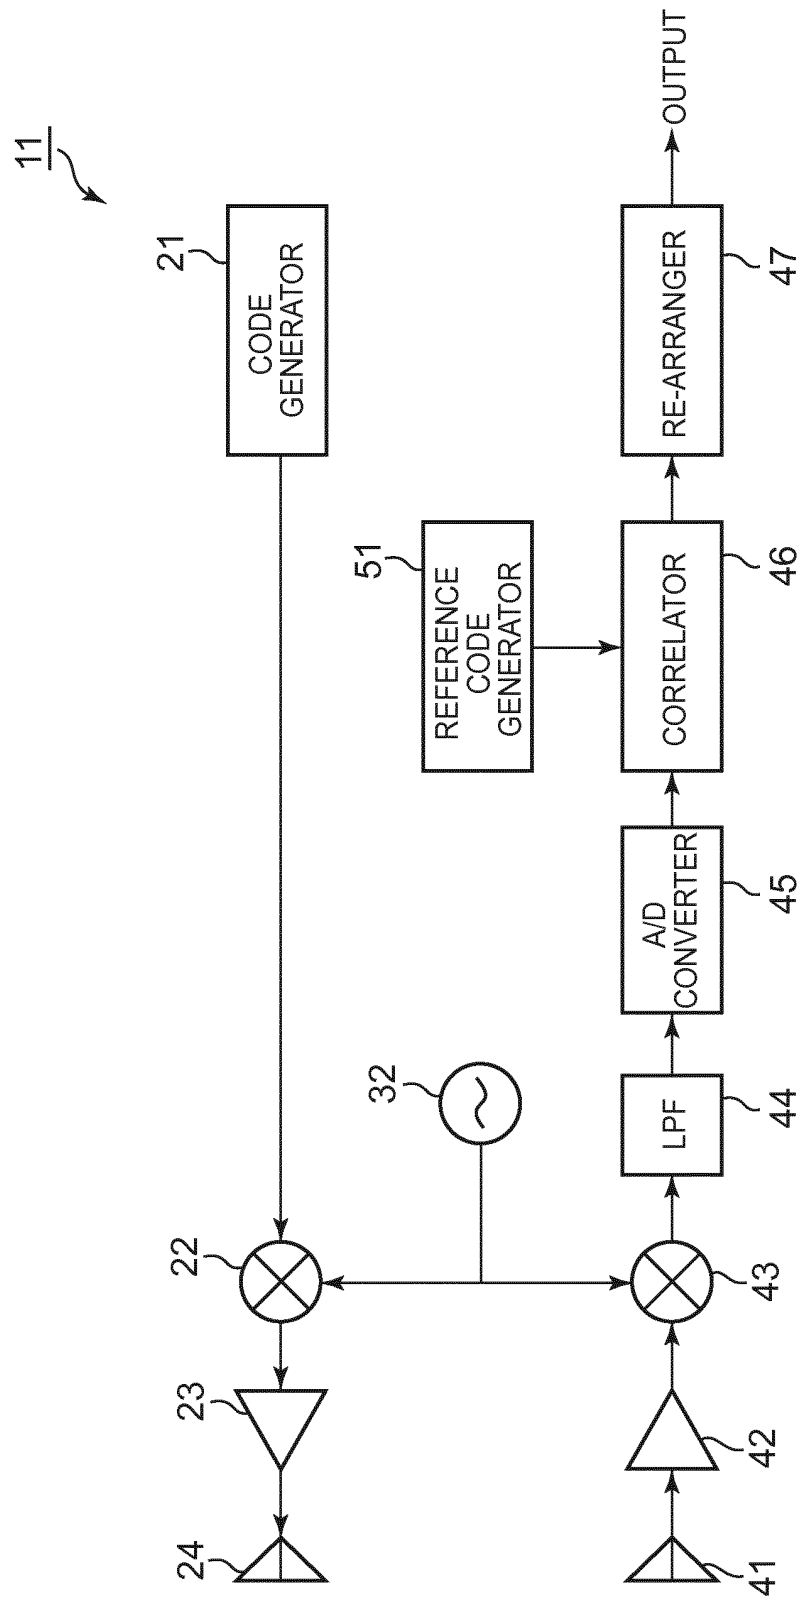 11
21
CODE
GENERATOR
22
23
24
32
51
REFERENCE
CODE
GENERATOR
41
42
43
LPF
44
A/D
CONVERTER
45
CORRELATOR
46
RE-ARRANGER
47
OUTPUT